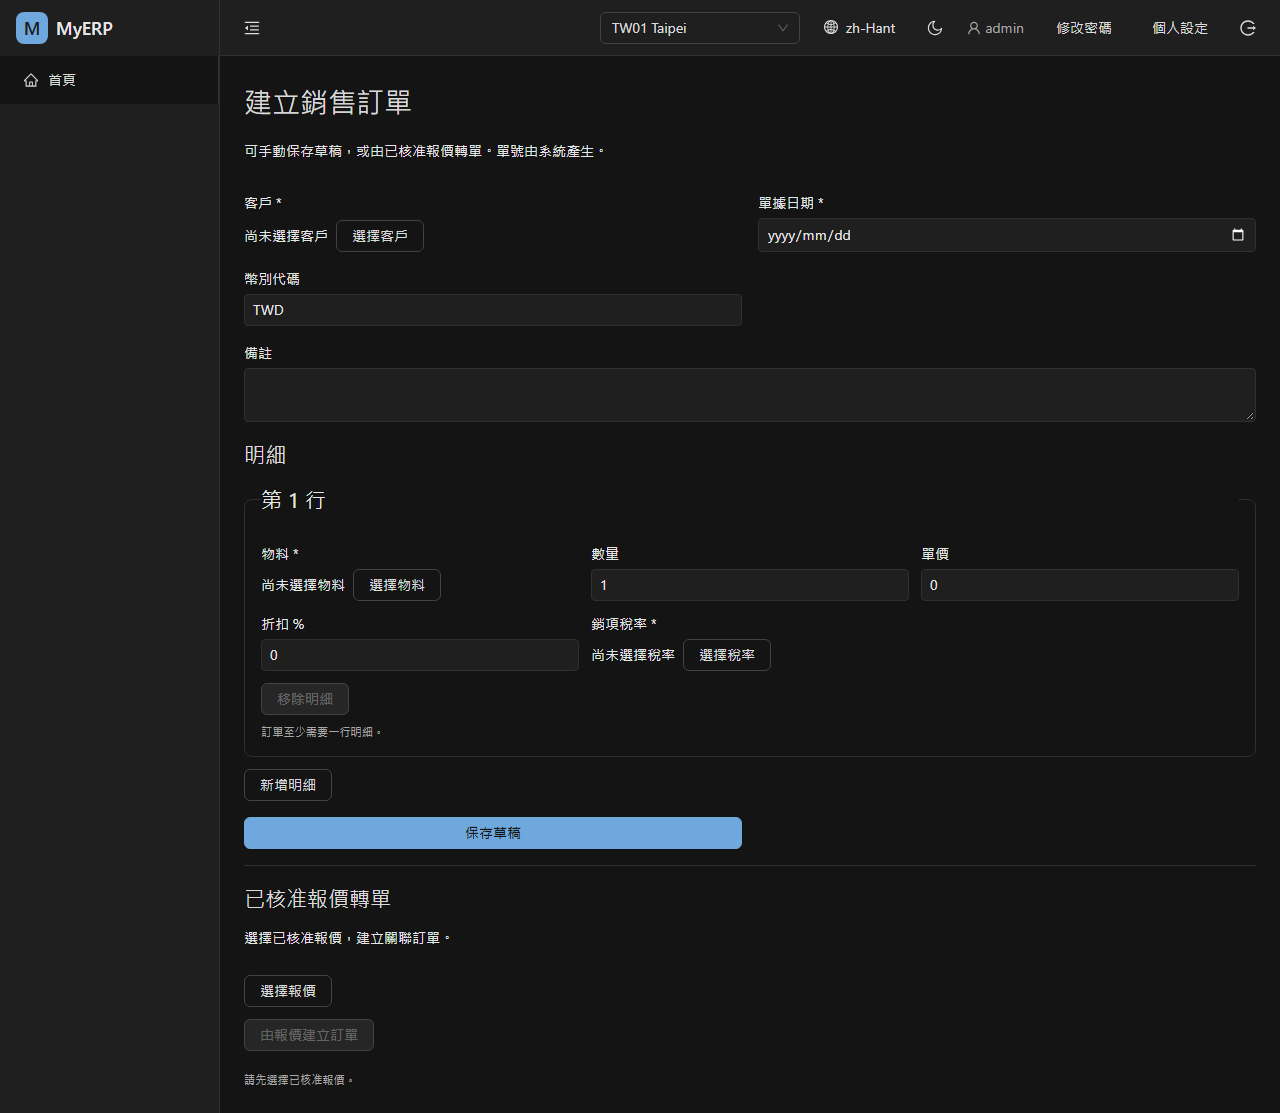 M MyERP
TW01 Taipei
zh-Hant
admin
修改密碼
個人設定
首頁
建立銷售訂單
可手動保存草稿，或由已核准報價轉單。單號由系統產生。
客戶 *
尚未選擇客戶 選擇客戶
單據日期 *
yyyy/mm/dd
幣別代碼
TWD
備註
明細
第 1 行
物料 *
尚未選擇物料 選擇物料
數量
1
單價
0
折扣 %
0
銷項稅率 *
尚未選擇稅率 選擇稅率
移除明細
訂單至少需要一行明細。
新增明細
保存草稿
已核准報價轉單
選擇已核准報價，建立關聯訂單。
選擇報價
由報價建立訂單
請先選擇已核准報價。